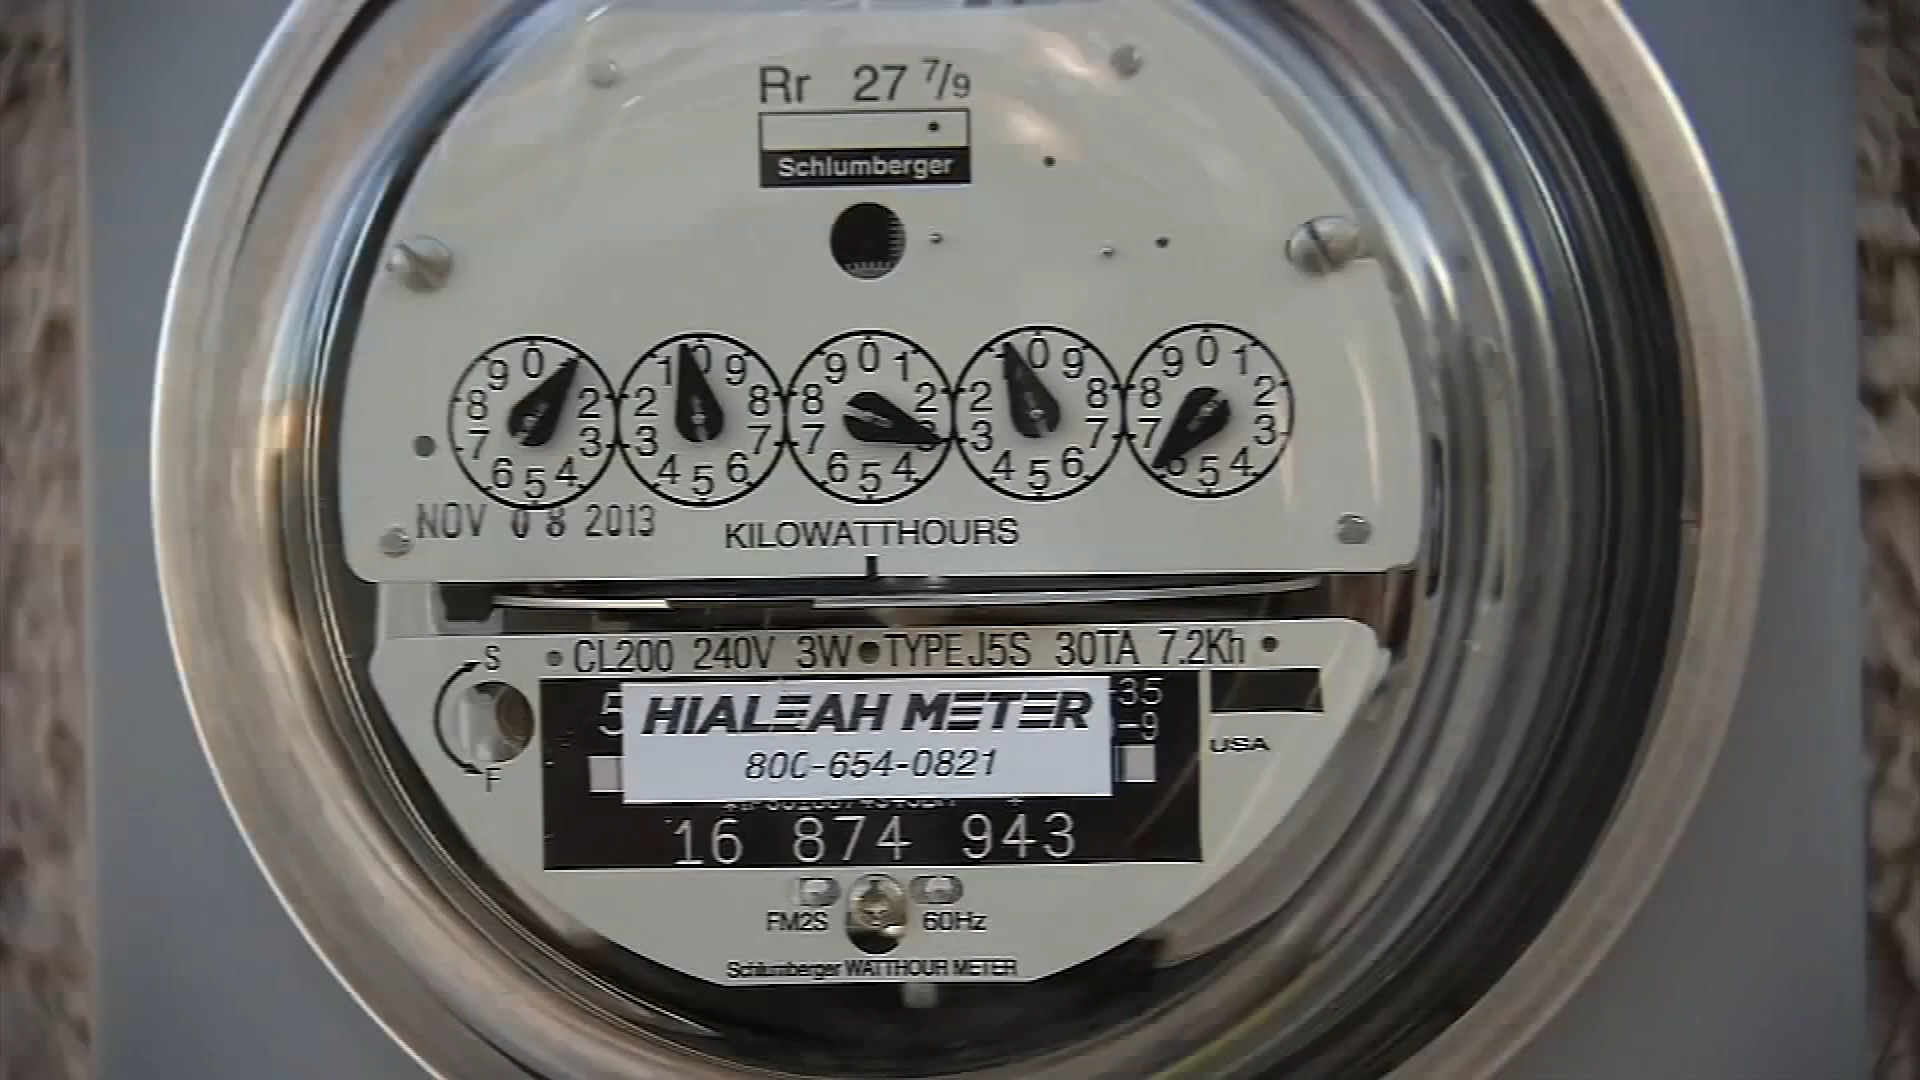 Rr 27 7/9
Schlumberger
9 0 1 2 3 4 5 6 7 8
1 0 9 8 7 6 5 4 3 2
9 0 1 2 3 4 5 6 7 8
1 0 9 8 7 6 5 4 3 2
9 0 1 2 3 4 5 6 7 8
NOV 08 2013
KILOWATTHOURS
CL200 240V 3W TYPE J5S 30TA 7.2Kh
S
F
5
HIALEAH METER
35
-9
800-654-0821
USA
16 874 943
FM2S 60Hz
Schlumberger WATTHOUR METER